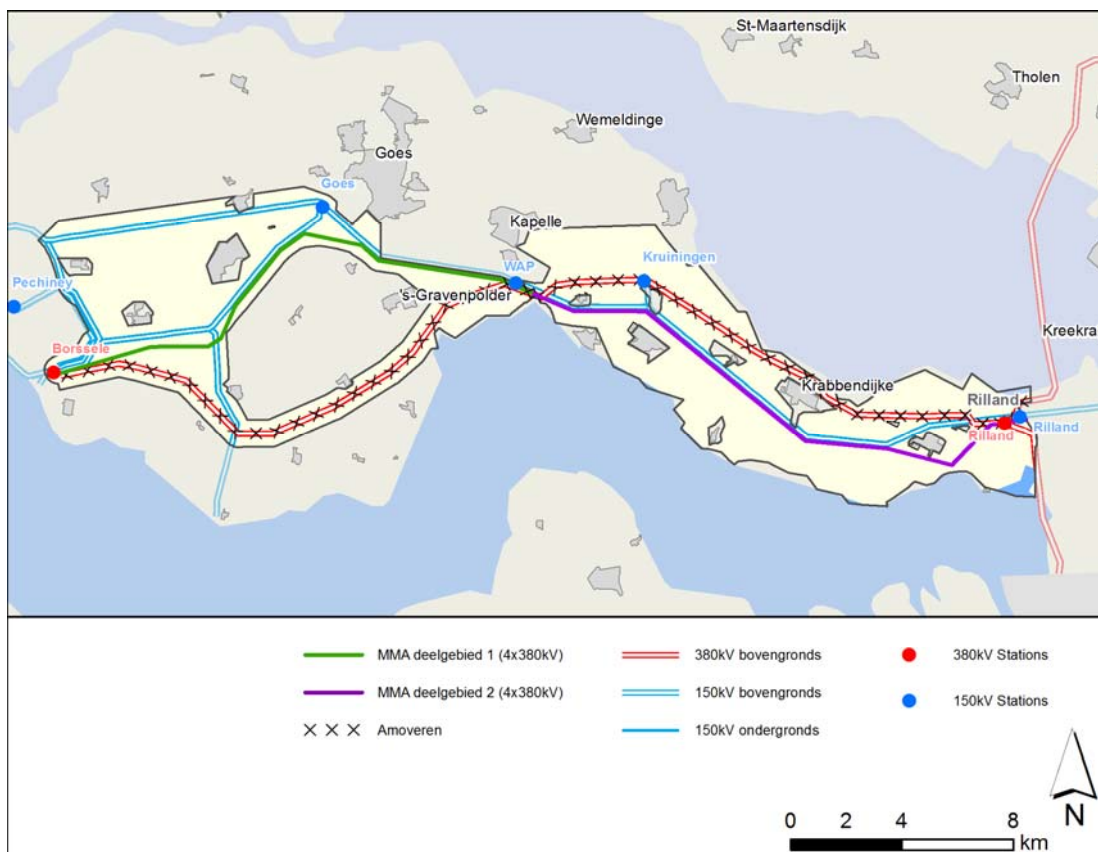 St-Maartensdijk
Tholen
Wemeldinge
Goes
Goes
Kapelle
Kruiningen
WAP
Pechiney
's-Gravenpolder
Kreekra
Borssele
Krabbendijke
Rilland
Rilland
Rilland
MMA deelgebied 1 (4x380kV)
380kV bovengronds
380kV Stations
MMA deelgebied 2 (4x380kV)
150kV bovengronds
150kV Stations
Amoveren
150kV ondergronds
N
0 2 4 8
km